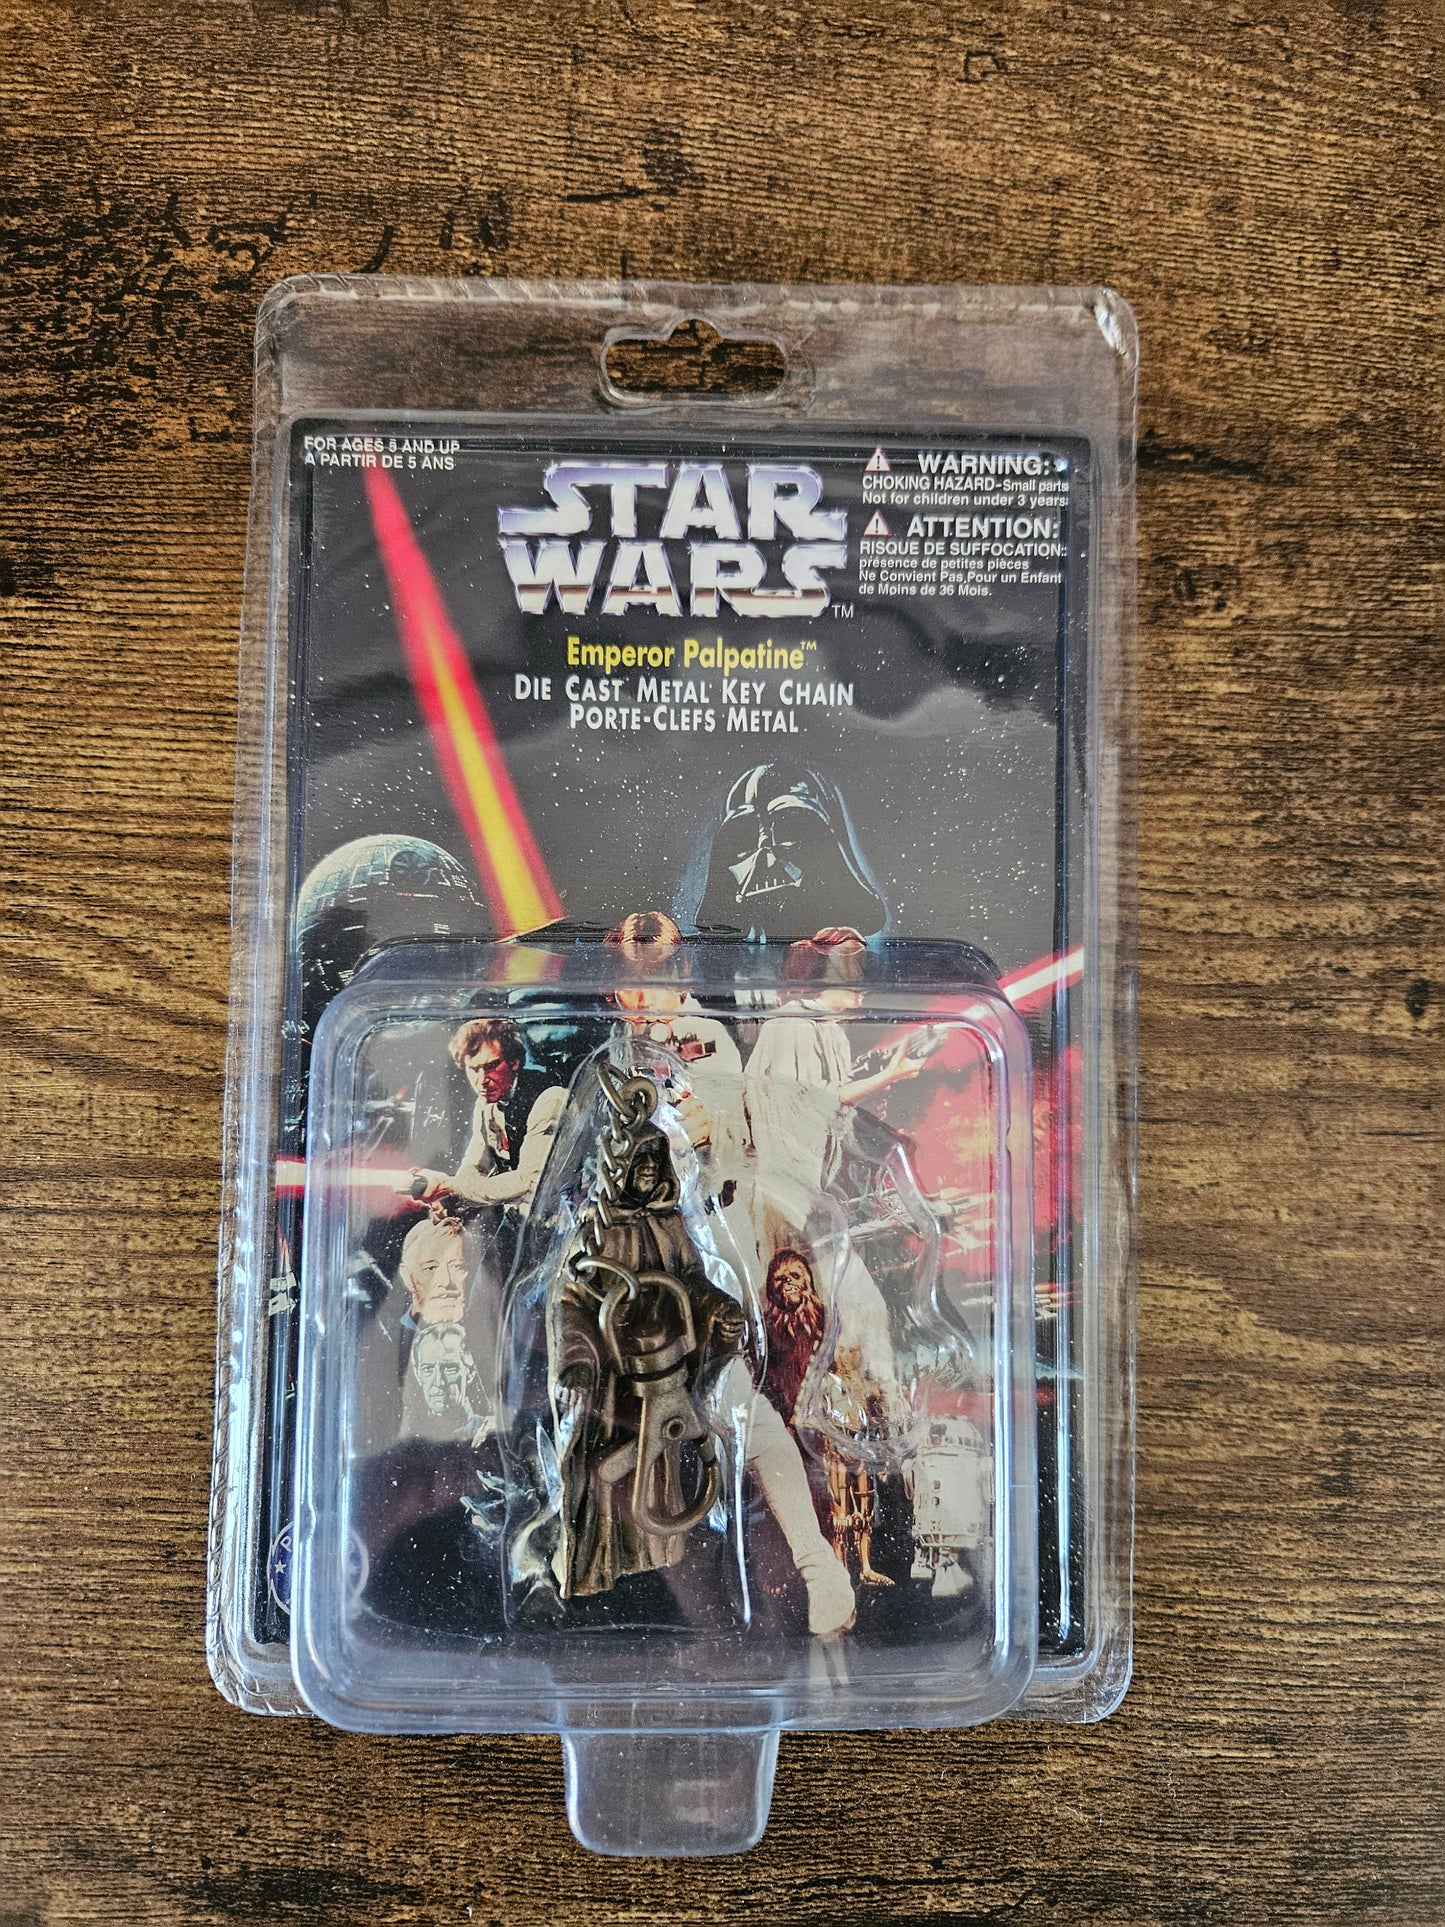 FOR AGES 5 AND UP
A PARTIR DE 5 ANS
STAR
WARS™
Emperor Palpatine™
DIE CAST METAL KEY CHAIN
PORTE-CLEFS METAL
WARNING:
CHOKING HAZARD-Small parts
Not for children under 3 years
ATTENTION:
RISQUE DE SUFFOCATION:
présence de petites pièces
Ne Convient Pas,Pour un Enfant
de Moins de 36 Mois.